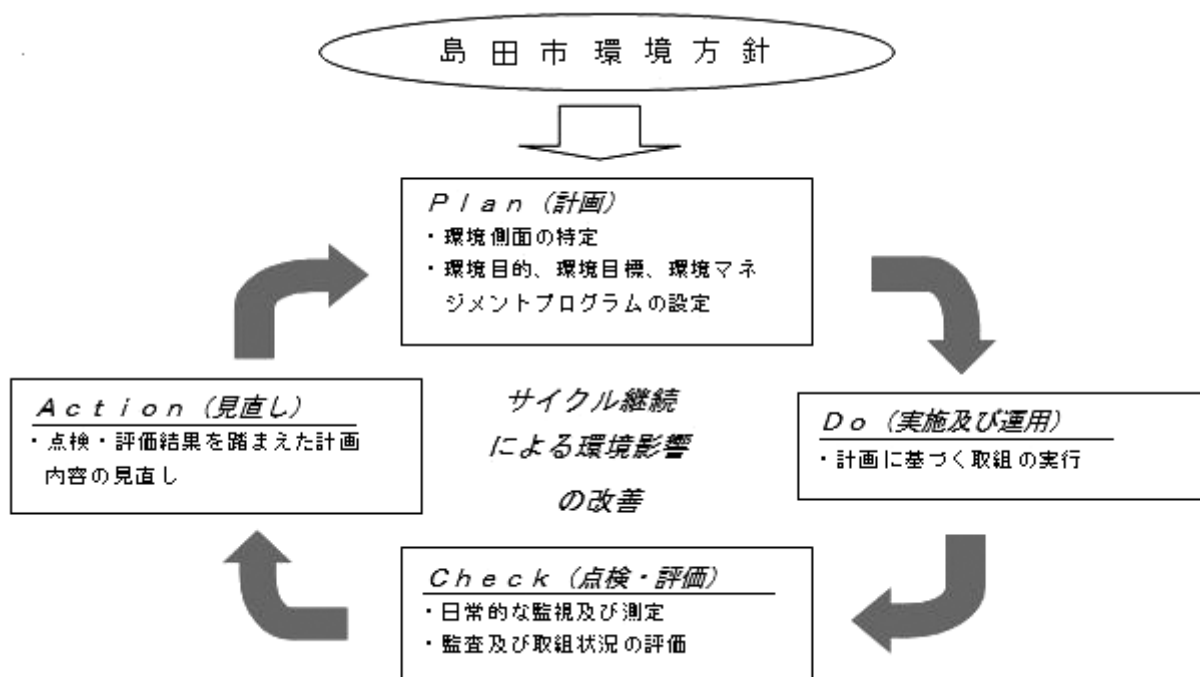 島田市環境方針
Plan(計画)
・環境側面の特定
・環境目的、環境目標、環境マネ
ジメントプログラムの設定
Action(見直し)
・点検・評価結果を踏まえた計画
内容の見直し
サイクル継続
による環境影響
の改善
Do(実施及び運用)
・計画に基づく取組の実行
Check(点検・評価)
・日常的な監視及び測定
・監査及び取組状況の評価